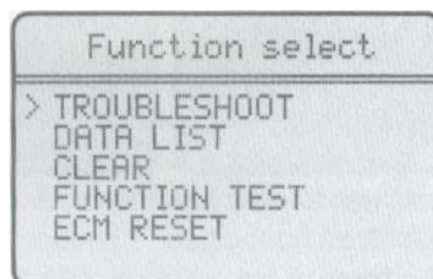 Function select
> TROUBLESHOOT
DATA LIST
CLEAR
FUNCTION TEST
ECM RESET